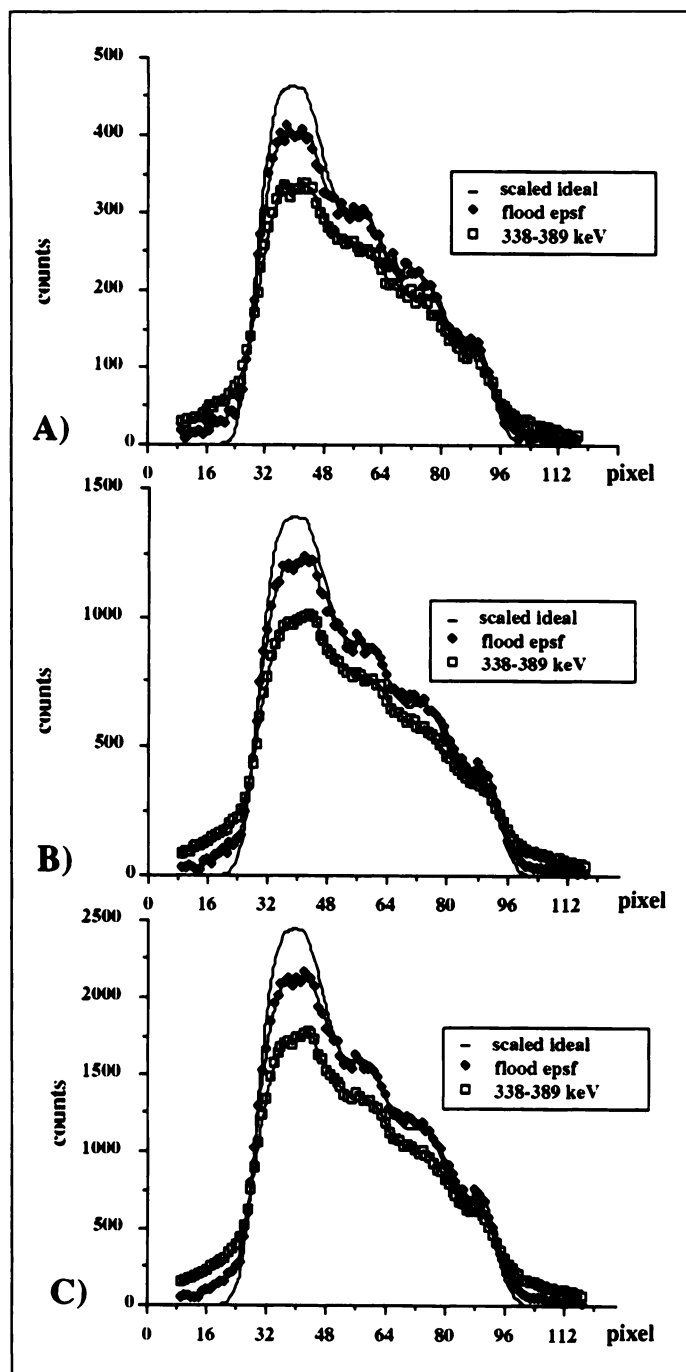 500
400
300
200
100
0
counts
– scaled ideal
◆ flood epsf
□ 338-389 keV
A)
0 16 32 48 64 80 96 112 pixel
1500
1000
500
0
counts
– scaled ideal
◆ flood epsf
□ 338-389 keV
B)
0 16 32 48 64 80 96 112 pixel
2500
2000
1500
1000
500
0
counts
– scaled ideal
◆ flood epsf
□ 338-389 keV
C)
0 16 32 48 64 80 96 112 pixel